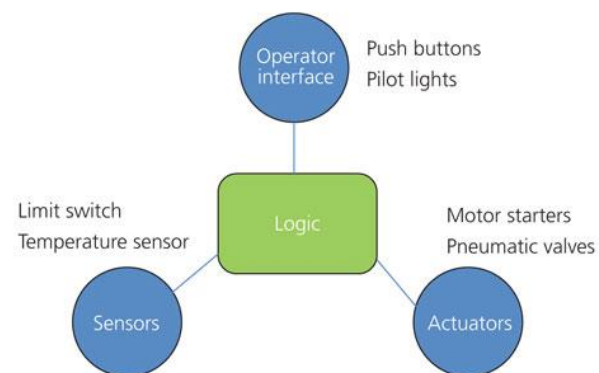 Operator
interface
Push buttons
Pilot lights
Logic
Limit switch
Temperature sensor
Sensors
Motor starters
Pneumatic valves
Actuators